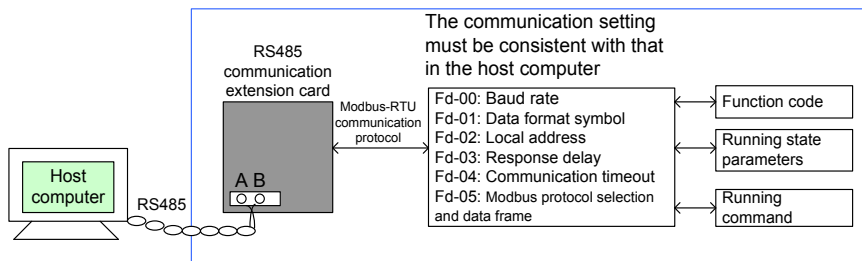 The communication setting
must be consistent with that
in the host computer
RS485
communication
extension card
Modbus-RTU
communication
protocol
Host
computer
RS485
A B
Fd-00: Baud rate
Fd-01: Data format symbol
Fd-02: Local address
Fd-03: Response delay
Fd-04: Communication timeout
Fd-05: Modbus protocol selection
and data frame
Function code
Running state
parameters
Running
command